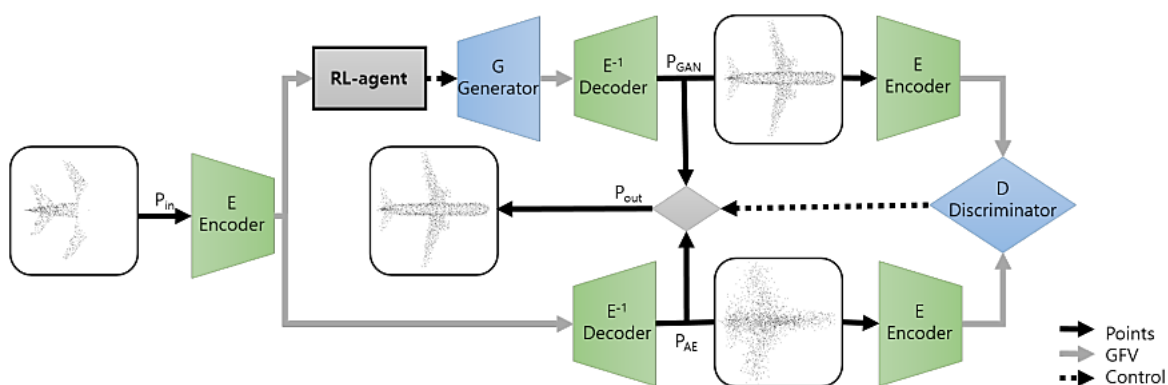 P_in
E
Encoder
RL-agent
G
Generator
E⁻¹
Decoder
P_GAN
E
Encoder
P_out
D
Discriminator
E⁻¹
Decoder
P_AE
E
Encoder
Points
GFV
Control